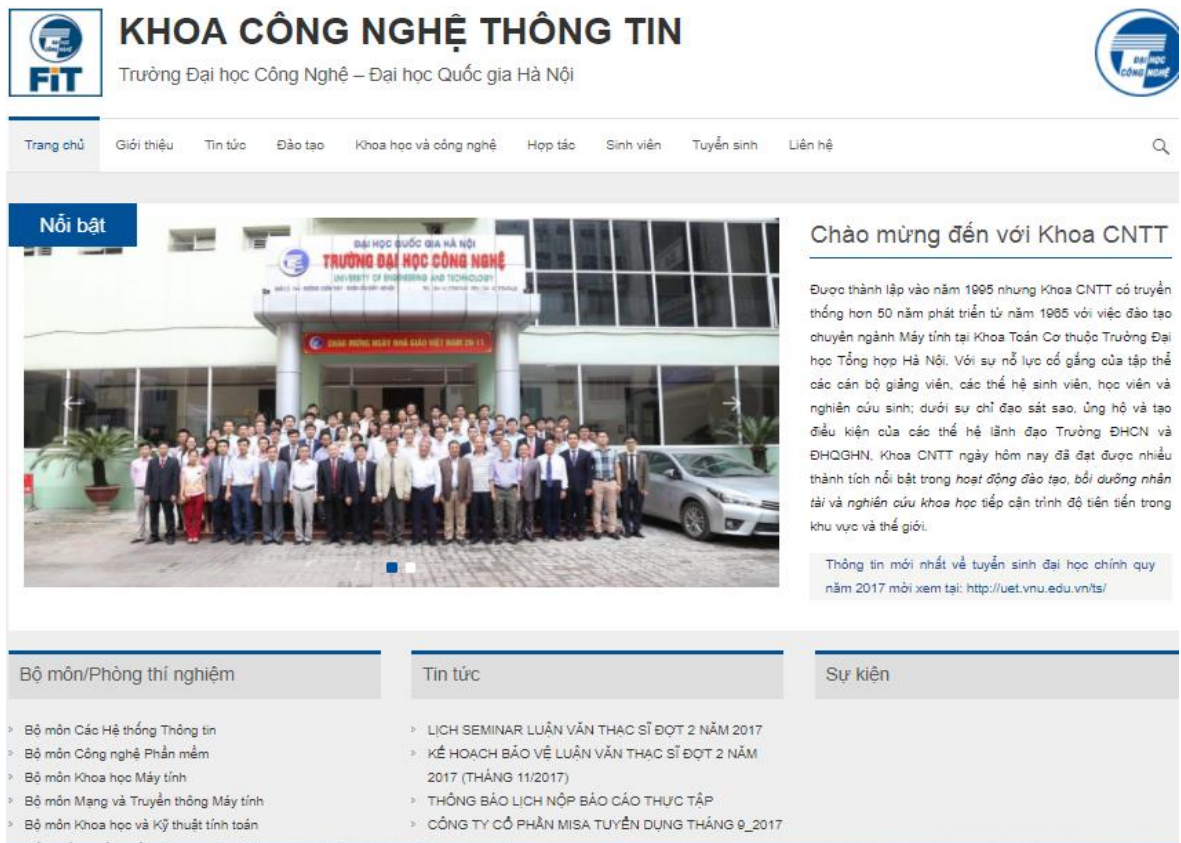 FIT
KHOA CÔNG NGHỆ THÔNG TIN
Trường Đại học Công Nghệ – Đại học Quốc gia Hà Nội
ĐẠI HỌC
CÔNG NGHỆ
Trang chủ Giới thiệu Tin tức Đào tạo Khoa học và công nghệ Hợp tác Sinh viên Tuyển sinh Liên hệ
Nổi bật
ĐẠI HỌC QUỐC GIA HÀ NỘI
TRƯỜNG ĐẠI HỌC CÔNG NGHỆ
UNIVERSITY OF ENGINEERING AND TECHNOLOGY
CHÀO MỪNG NGÀY NHÀ GIÁO VIỆT NAM 20-11
Chào mừng đến với Khoa CNTT
Được thành lập vào năm 1995 nhưng Khoa CNTT có truyền
thống hơn 50 năm phát triển từ năm 1965 với việc đào tạo
chuyên ngành Máy tính tại Khoa Toán Cơ thuộc Trường Đại
học Tổng hợp Hà Nội. Với sự nỗ lực cố gắng của tập thể
các cán bộ giảng viên, các thế hệ sinh viên, học viên và
nghiên cứu sinh; dưới sự chỉ đạo sát sao, ủng hộ và tạo
điều kiện của các thế hệ lãnh đạo Trường ĐHCN và
ĐHQGHN, Khoa CNTT ngày hôm nay đã đạt được nhiều
thành tích nổi bật trong hoạt động đào tạo, bồi dưỡng nhân
tài và nghiên cứu khoa học tiếp cận trình độ tiên tiến trong
khu vực và thế giới.
Thông tin mới nhất về tuyển sinh đại học chính quy
năm 2017 mời xem tại: http://uet.vnu.edu.vn/ts/
Bộ môn/Phòng thí nghiệm
Bộ môn Các Hệ thống Thông tin
Bộ môn Công nghệ Phần mềm
Bộ môn Khoa học Máy tính
Bộ môn Mạng và Truyền thông Máy tính
Bộ môn Khoa học và Kỹ thuật tính toán
Tin tức
LỊCH SEMINAR LUẬN VĂN THẠC SĨ ĐỢT 2 NĂM 2017
KẾ HOẠCH BẢO VỆ LUẬN VĂN THẠC SĨ ĐỢT 2 NĂM
2017 (THÁNG 11/2017)
THÔNG BÁO LỊCH NỘP BÁO CÁO THỰC TẬP
CÔNG TY CỔ PHẦN MISA TUYỂN DỤNG THÁNG 9_2017
Sự kiện